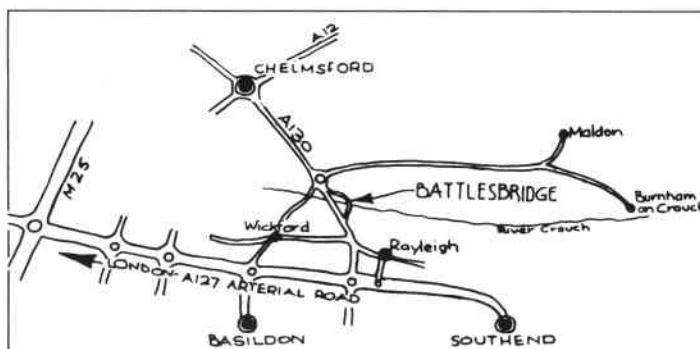 A12
CHELMSFORD
A130
Maldon
M25
BATTLESBRIDGE
Burnham
on Crouch
Wickford
River Crouch
Rayleigh
LONDON-A127 ARTERIAL ROAD
BASILDON
SOUTHEND